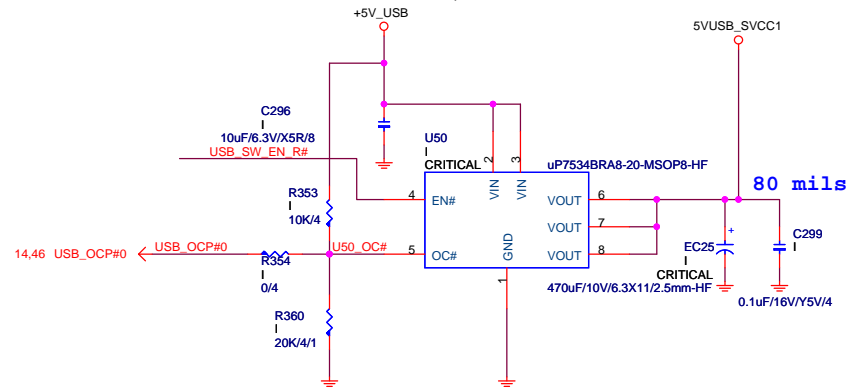 +5V_USB
5VUSB_SVCC1
C296
I
10uF/6.3V/X5R/8
USB_SW_EN_R#
U50
I
CRITICAL
uP7534BRA8-20-MSOP8-HF
2
3
VIN
VIN
4
EN#
VOUT
6
80 mils
R353
I
10K/4
VOUT
7
C299
I
14,46 USB_OCP#0
USB_OCP#0
U50_OC#
5
OC#
GND
VOUT
8
EC25
I
CRITICAL
R354
I
0/4
1
470uF/10V/6.3X11/2.5mm-HF
+
0.1uF/16V/Y5V/4
R360
I
20K/4/1